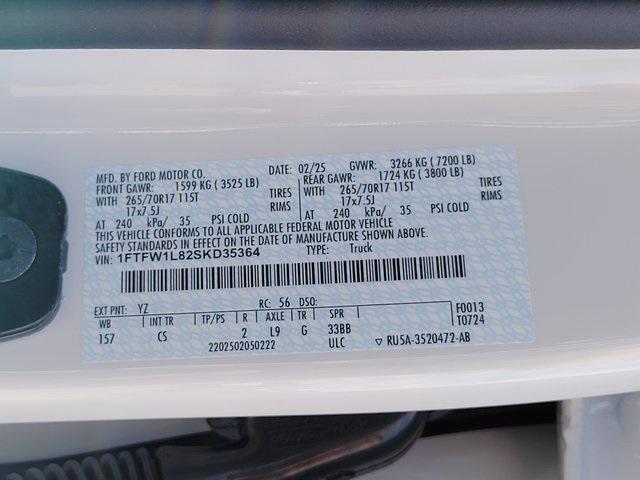 MFD. BY FORD MOTOR CO. DATE: 02/25 GVWR: 3266 KG ( 7200 LB)
FRONT GAWR: 1599 KG ( 3525 LB) REAR GAWR: 1724 KG ( 3800 LB)
WITH 265/70R17 115T TIRES WITH 265/70R17 115T TIRES
17x7.5J RIMS 17x7.5J RIMS
AT 240 kPa/ 35 PSI COLD AT 240 kPa/ 35 PSI COLD
THIS VEHICLE CONFORMS TO ALL APPLICABLE FEDERAL MOTOR VEHICLE
SAFETY STANDARDS IN EFFECT ON THE DATE OF MANUFACTURE SHOWN ABOVE.
VIN: 1FTFW1L82SKD35364 TYPE: Truck
EXT PNT: YZ RC: 56 DSO: F0013
WB INT TR TP/PS R AXLE TR SPR T0724
157 CS 2 L9 G 33BB
2202502050222 ULC ▽ RU5A-3520472-AB